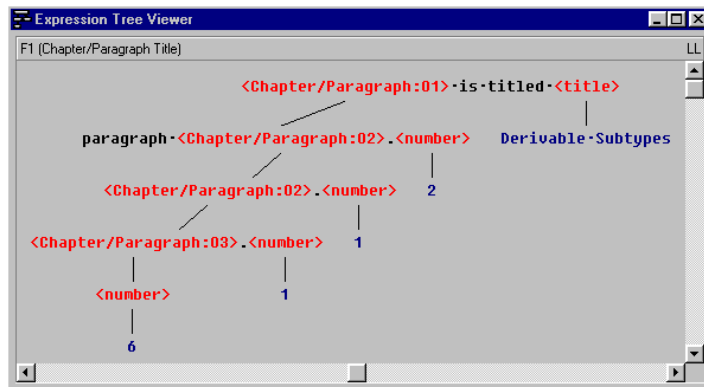 Expression Tree Viewer
F1 (Chapter/Paragraph Title) LL
<Chapter/Paragraph:01>·is·titled·<title>
paragraph·<Chapter/Paragraph:02>.<number> Derivable·Subtypes
<Chapter/Paragraph:02>.<number> 2
<Chapter/Paragraph:03>.<number> 1
<number> 1
6